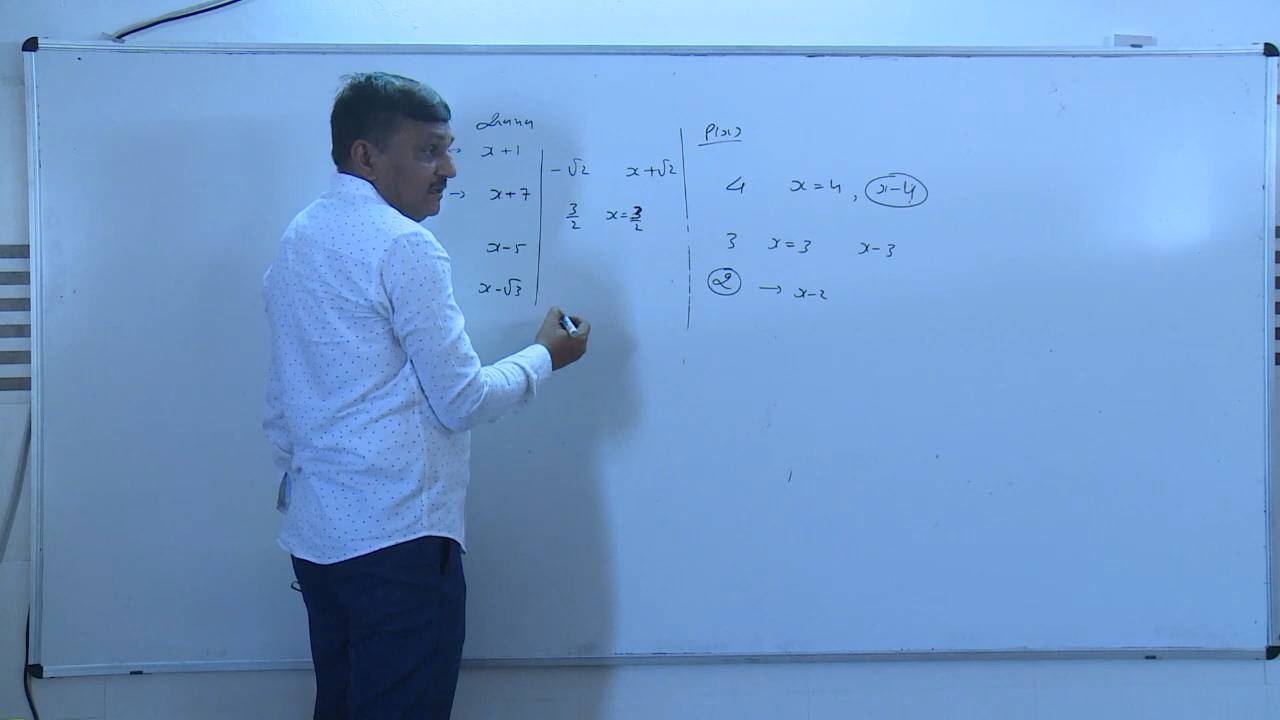 → x+1
→ x+7
x-5
x-√3
-√2 x+√2
3/2 x=3/2
P(x)
4 x=4, x-4
3 x=3 x-3
2 → x-2